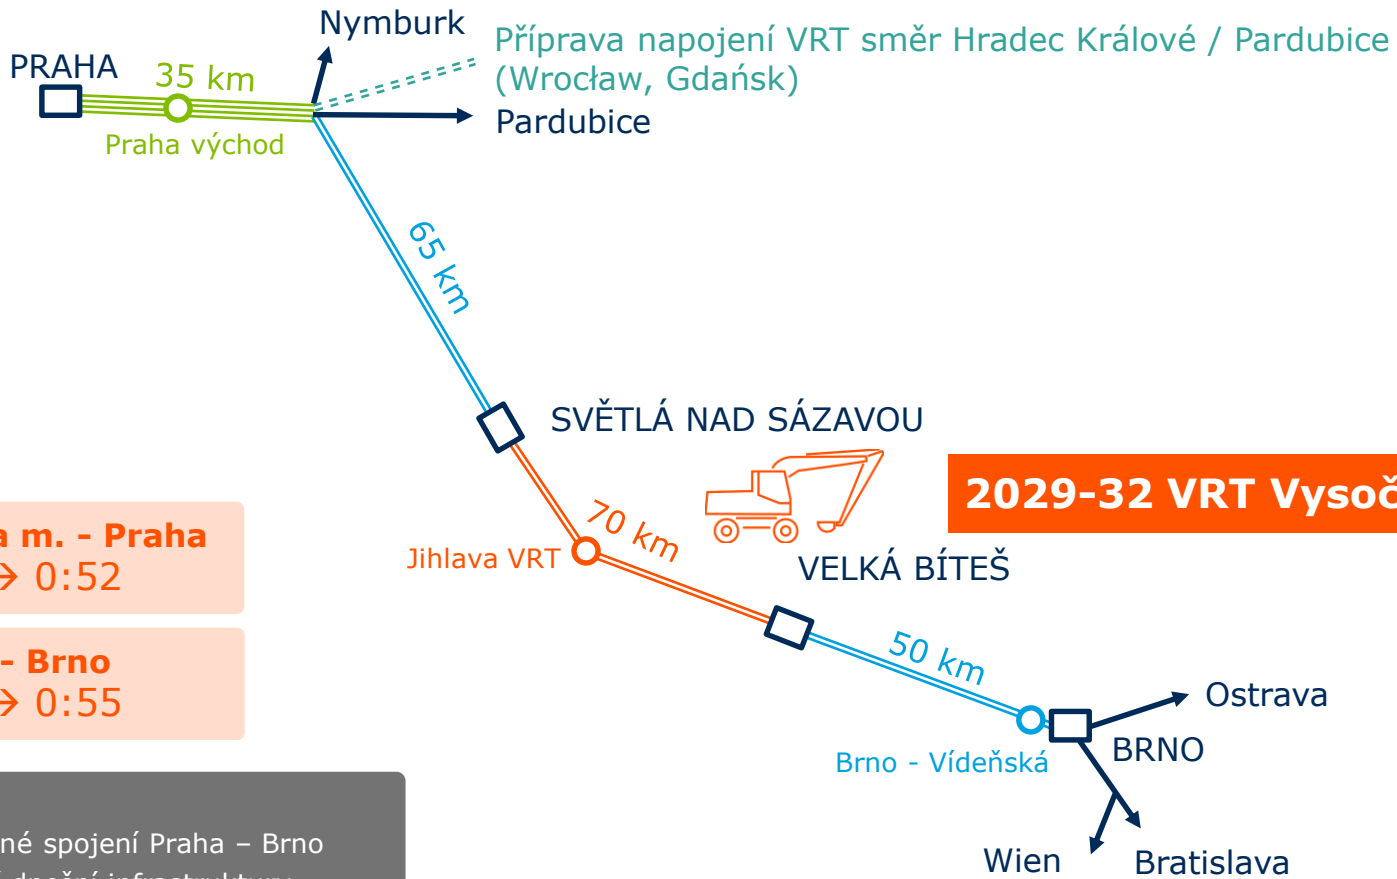 Nymburk
Příprava napojení VRT směr Hradec Králové / Pardubice
(Wrocław, Gdańsk)
PRAHA
35 km
Pardubice
Praha východ
65 km
SVĚTLÁ NAD SÁZAVOU
2029-32 VRT Vysoč
70 km
Jihlava VRT
VELKÁ BÍTEŠ
a m. - Praha
→ 0:52
- Brno
→ 0:55
50 km
Ostrava
BRNO
Brno - Vídeňská
né spojení Praha – Brno
Wien
Bratislava